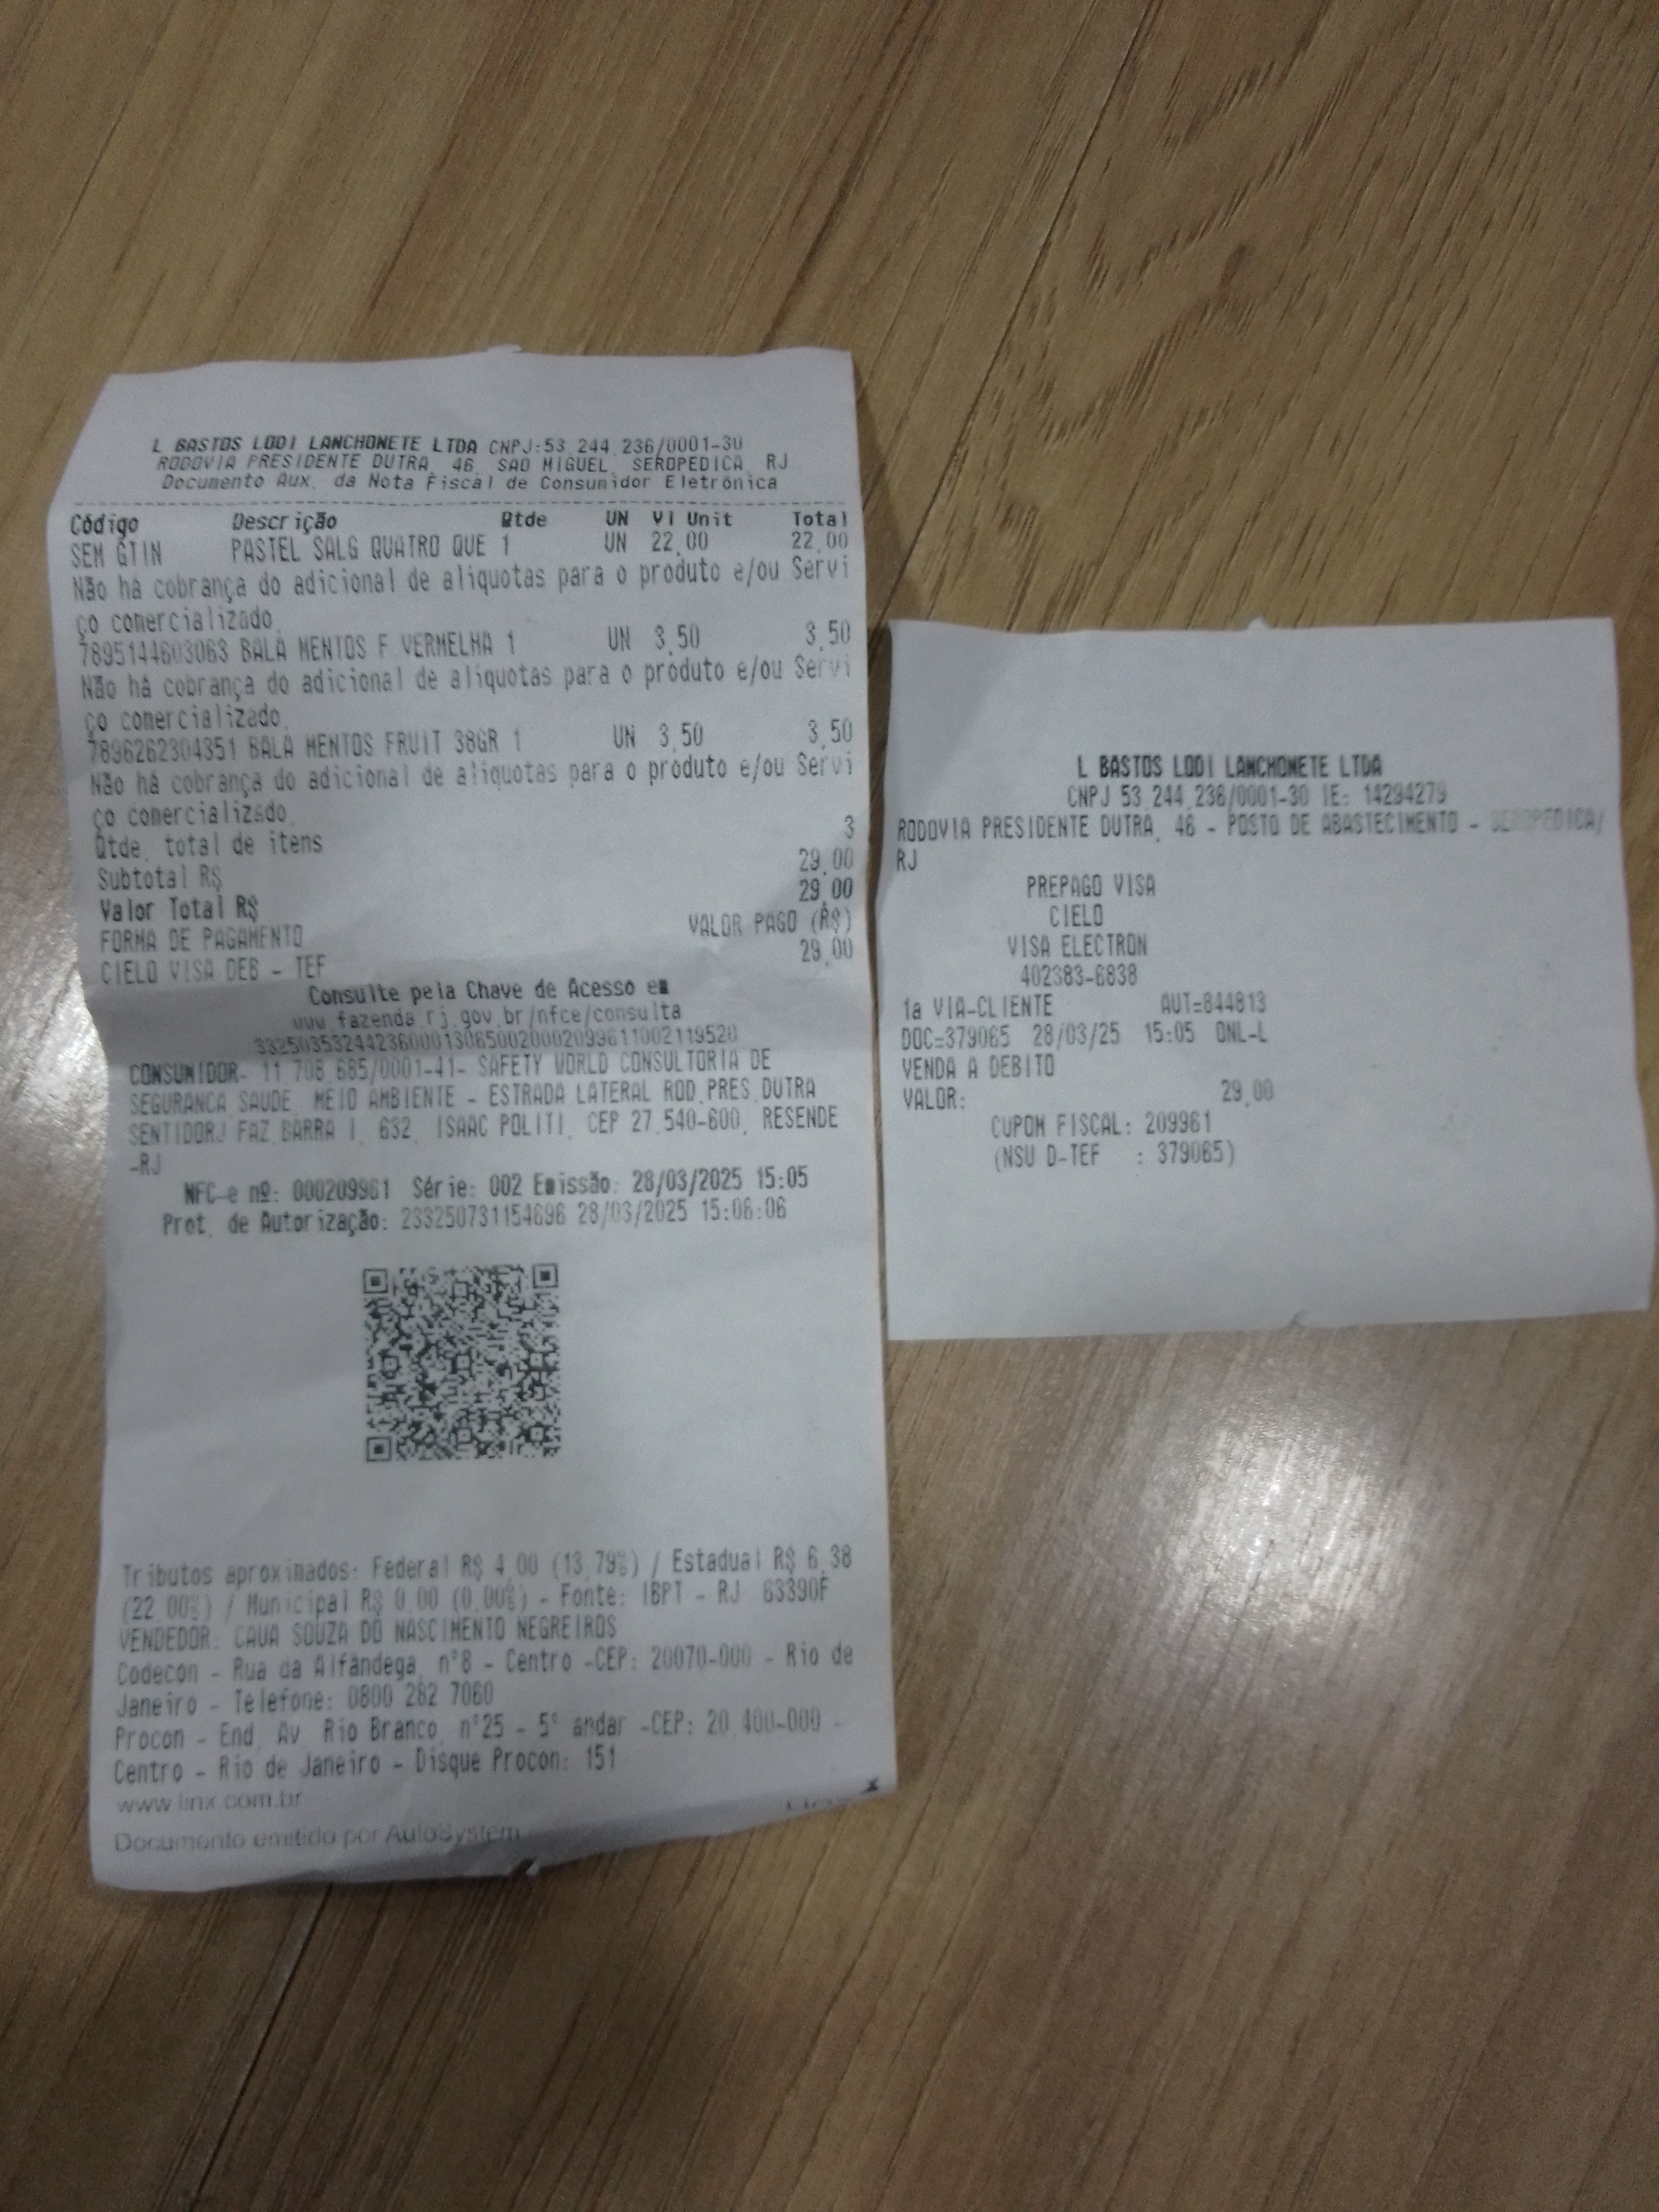 L BASTOS LODI LANCHONETE LTDA CNPJ:53.244.236/0001-30
RODOVIA PRESIDENTE DUTRA, 46, SAO MIGUEL, SEROPEDICA, RJ
Documento Aux. da Nota Fiscal de Consumidor Eletrônica
Código Descrição Qtde UN Vl Unit Total
SEM GTIN PASTEL SALG QUATRO QUE 1 UN 22,00 22,00
Não há cobrança do adicional de alíquotas para o produto e/ou Servi
ço comercializado.
7895144603063 BALA MENTOS F VERMELHA 1 UN 3,50 3,50
Não há cobrança do adicional de alíquotas para o produto e/ou Servi
ço comercializado.
7896262304351 BALA MENTOS FRUIT 38GR 1 UN 3,50 3,50
Não há cobrança do adicional de alíquotas para o produto e/ou Servi
ço comercializado.
Qtde. total de itens 3
Subtotal R$ 29,00
Valor Total R$ 29,00
FORMA DE PAGAMENTO VALOR PAGO (R$)
CIELO VISA DEB - TEF 29,00
Consulte pela Chave de Acesso em
www.fazenda.rj.gov.br/nfce/consulta
33250353244236000130650020002099611002119520
CONSUMIDOR- 11.708.685/0001-41- SAFETY WORLD CONSULTORIA DE
SEGURANCA SAUDE, MEIO AMBIENTE - ESTRADA LATERAL ROD.PRES.DUTRA
SENTIDORJ FAZ.BARRA I, 632, ISAAC POLITI, CEP 27.540-600, RESENDE
-RJ
NFC-e nº: 000209961 Série: 002 Emissão: 28/03/2025 15:05
Prot. de Autorização: 233250731154696 28/03/2025 15:06:06
Tributos aproximados: Federal R$ 4,00 (13,79%) / Estadual R$ 6,38
(22,00%) / Municipal R$ 0,00 (0,00%) - Fonte: IBPT - RJ 63390F
VENDEDOR: CAUA SOUZA DO NASCIMENTO NEGREIROS
Codecon - Rua da Alfândega, n°8 - Centro -CEP: 20070-000 - Rio de
Janeiro - Telefone: 0800 282 7060
Procon - End. Av. Rio Branco, n°25 - 5° andar -CEP: 20.400-000 -
Centro - Rio de Janeiro - Disque Procon: 151
www.linx.com.br
Documento emitido por AutoSystem
L BASTOS LODI LANCHONETE LTDA
CNPJ 53.244.236/0001-30 IE: 14294279
RODOVIA PRESIDENTE DUTRA, 46 - POSTO DE ABASTECIMENTO - SEROPEDICA/
RJ
PREPAGO VISA
CIELO
VISA ELECTRON
402383-6838
1a VIA-CLIENTE AUT=844813
DOC=379065 28/03/25 15:05 ONL-L
VENDA A DEBITO
VALOR: 29,00
CUPOM FISCAL: 209961
(NSU D-TEF : 379065)